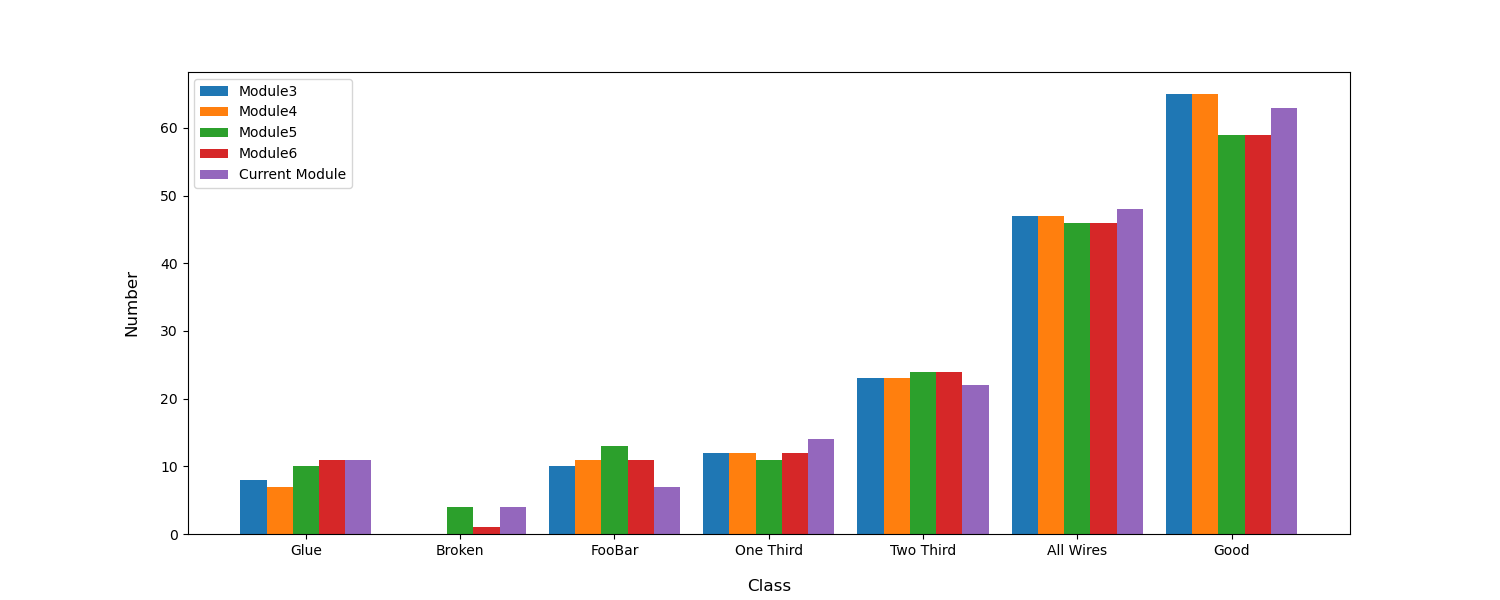 Module3
Module4
Module5
Module6
Current Module
60
50
40
30
20
10
0
Number
Glue Broken FooBar One Third Two Third All Wires Good
Class